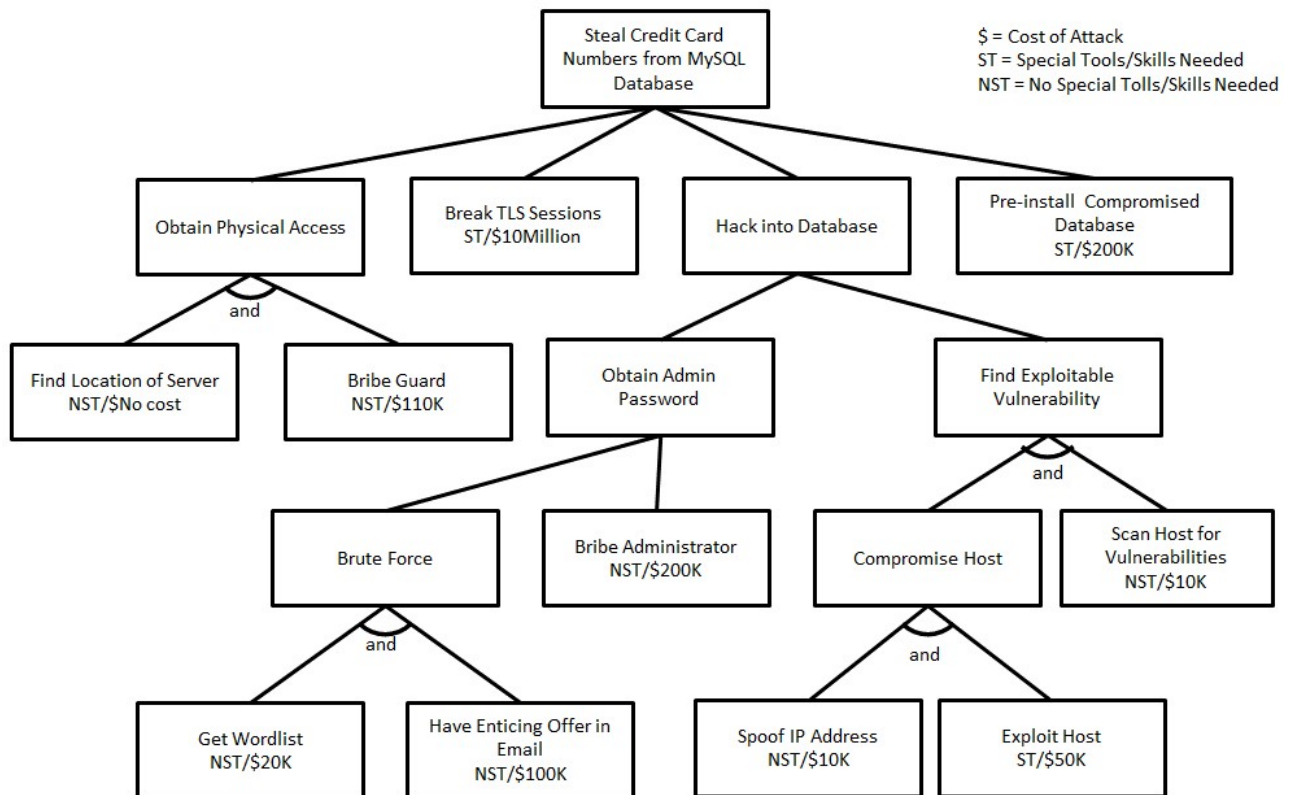 Steal Credit Card
Numbers from MySQL
Database
$ = Cost of Attack
ST = Special Tools/Skills Needed
NST = No Special Tolls/Skills Needed
Obtain Physical Access
Break TLS Sessions
ST/$10Million
Hack into Database
Pre-install Compromised
Database
ST/$200K
and
Find Location of Server
NST/$No cost
Bribe Guard
NST/$110K
Obtain Admin
Password
Find Exploitable
Vulnerability
and
Brute Force
Bribe Administrator
NST/$200K
Compromise Host
Scan Host for
Vulnerabilities
NST/$10K
and
and
Get Wordlist
NST/$20K
Have Enticing Offer in
Email
NST/$100K
Spoof IP Address
NST/$10K
Exploit Host
ST/$50K